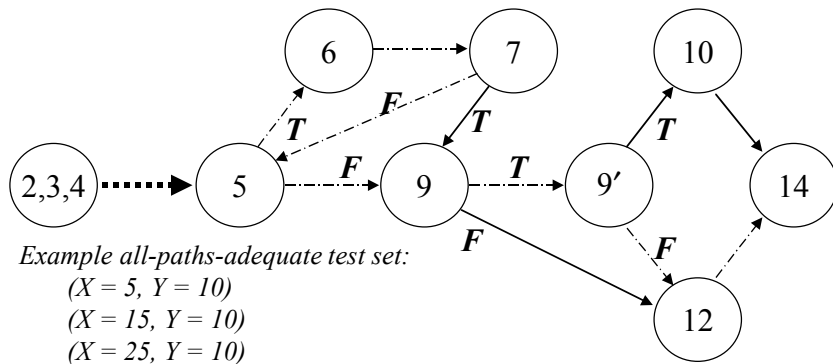 6
7
10
F
T
T
T
2,3,4
5
F
9
T
9′
14
F
F
12
Example all-paths-adequate test set:
(X = 5, Y = 10)
(X = 15, Y = 10)
(X = 25, Y = 10)